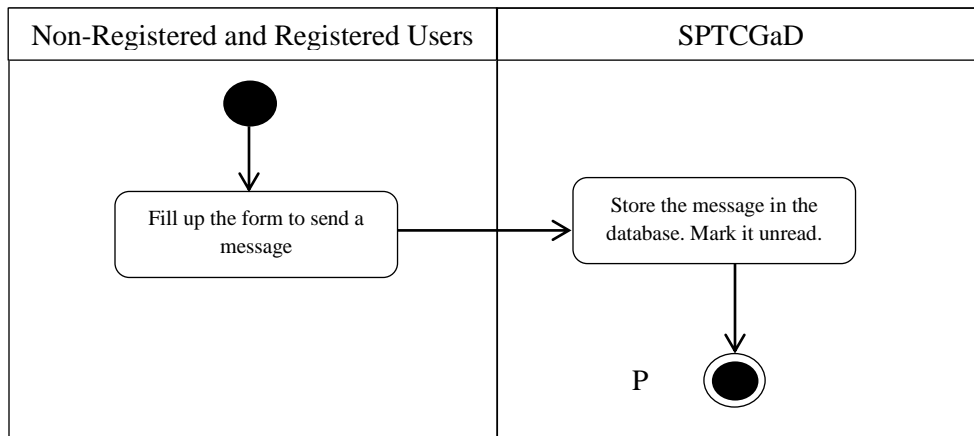 Non-Registered and Registered Users
SPTCGaD
Fill up the form to send a
message
Store the message in the
database. Mark it unread.
P